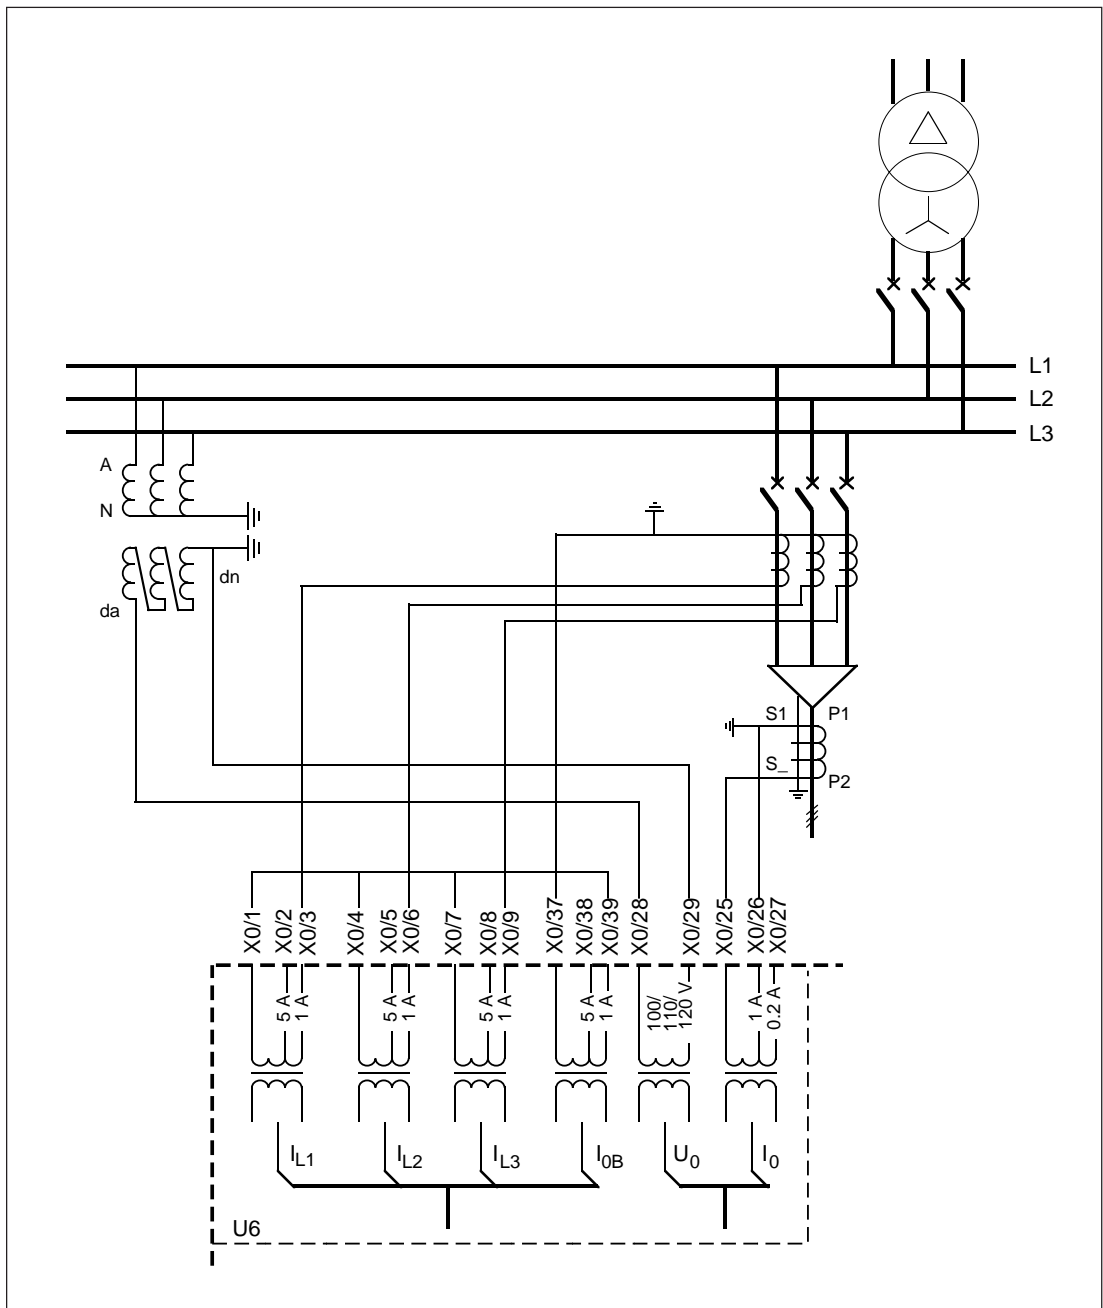 L1
L2
L3
A
N
dn
da
S1
P1
S_
P2
X0/1
X0/2
X0/3
X0/4
X0/5
X0/6
X0/7
X0/8
X0/9
X0/37
X0/38
X0/39
X0/28
X0/29
X0/25
X0/26
X0/27
5 A
1 A
5 A
1 A
5 A
1 A
5 A
1 A
100/
110/
120 V
1 A
0.2 A
IL1
IL2
IL3
I0B
U0
I0
U6